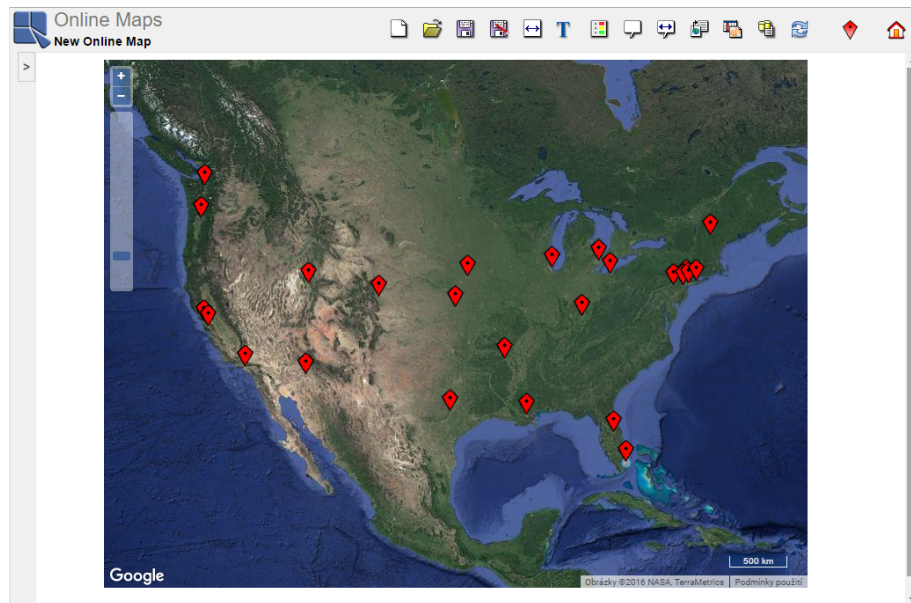 Online Maps
New Online Map
T
>
+
−
Google
500 km
Obrázky ©2016 NASA, TerraMetrics
Podmínky použití